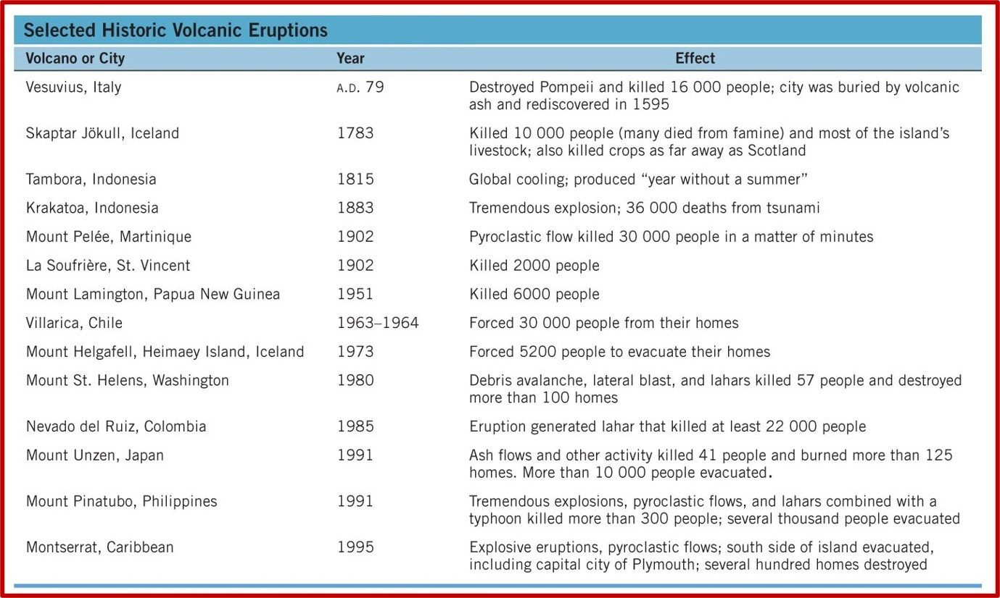 Selected Historic Volcanic Eruptions
Volcano or City Year Effect
Vesuvius, Italy A.D. 79 Destroyed Pompeii and killed 16 000 people; city was buried by volcanic
ash and rediscovered in 1595
Skaptar Jökull, Iceland 1783 Killed 10 000 people (many died from famine) and most of the island’s
livestock; also killed crops as far away as Scotland
Tambora, Indonesia 1815 Global cooling; produced “year without a summer”
Krakatoa, Indonesia 1883 Tremendous explosion; 36 000 deaths from tsunami
Mount Pelée, Martinique 1902 Pyroclastic flow killed 30 000 people in a matter of minutes
La Soufrière, St. Vincent 1902 Killed 2000 people
Mount Lamington, Papua New Guinea 1951 Killed 6000 people
Villarica, Chile 1963–1964 Forced 30 000 people from their homes
Mount Helgafell, Heimaey Island, Iceland 1973 Forced 5200 people to evacuate their homes
Mount St. Helens, Washington 1980 Debris avalanche, lateral blast, and lahars killed 57 people and destroyed
more than 100 homes
Nevado del Ruiz, Colombia 1985 Eruption generated lahar that killed at least 22 000 people
Mount Unzen, Japan 1991 Ash flows and other activity killed 41 people and burned more than 125
homes. More than 10 000 people evacuated.
Mount Pinatubo, Philippines 1991 Tremendous explosions, pyroclastic flows, and lahars combined with a
typhoon killed more than 300 people; several thousand people evacuated
Montserrat, Caribbean 1995 Explosive eruptions, pyroclastic flows; south side of island evacuated,
including capital city of Plymouth; several hundred homes destroyed